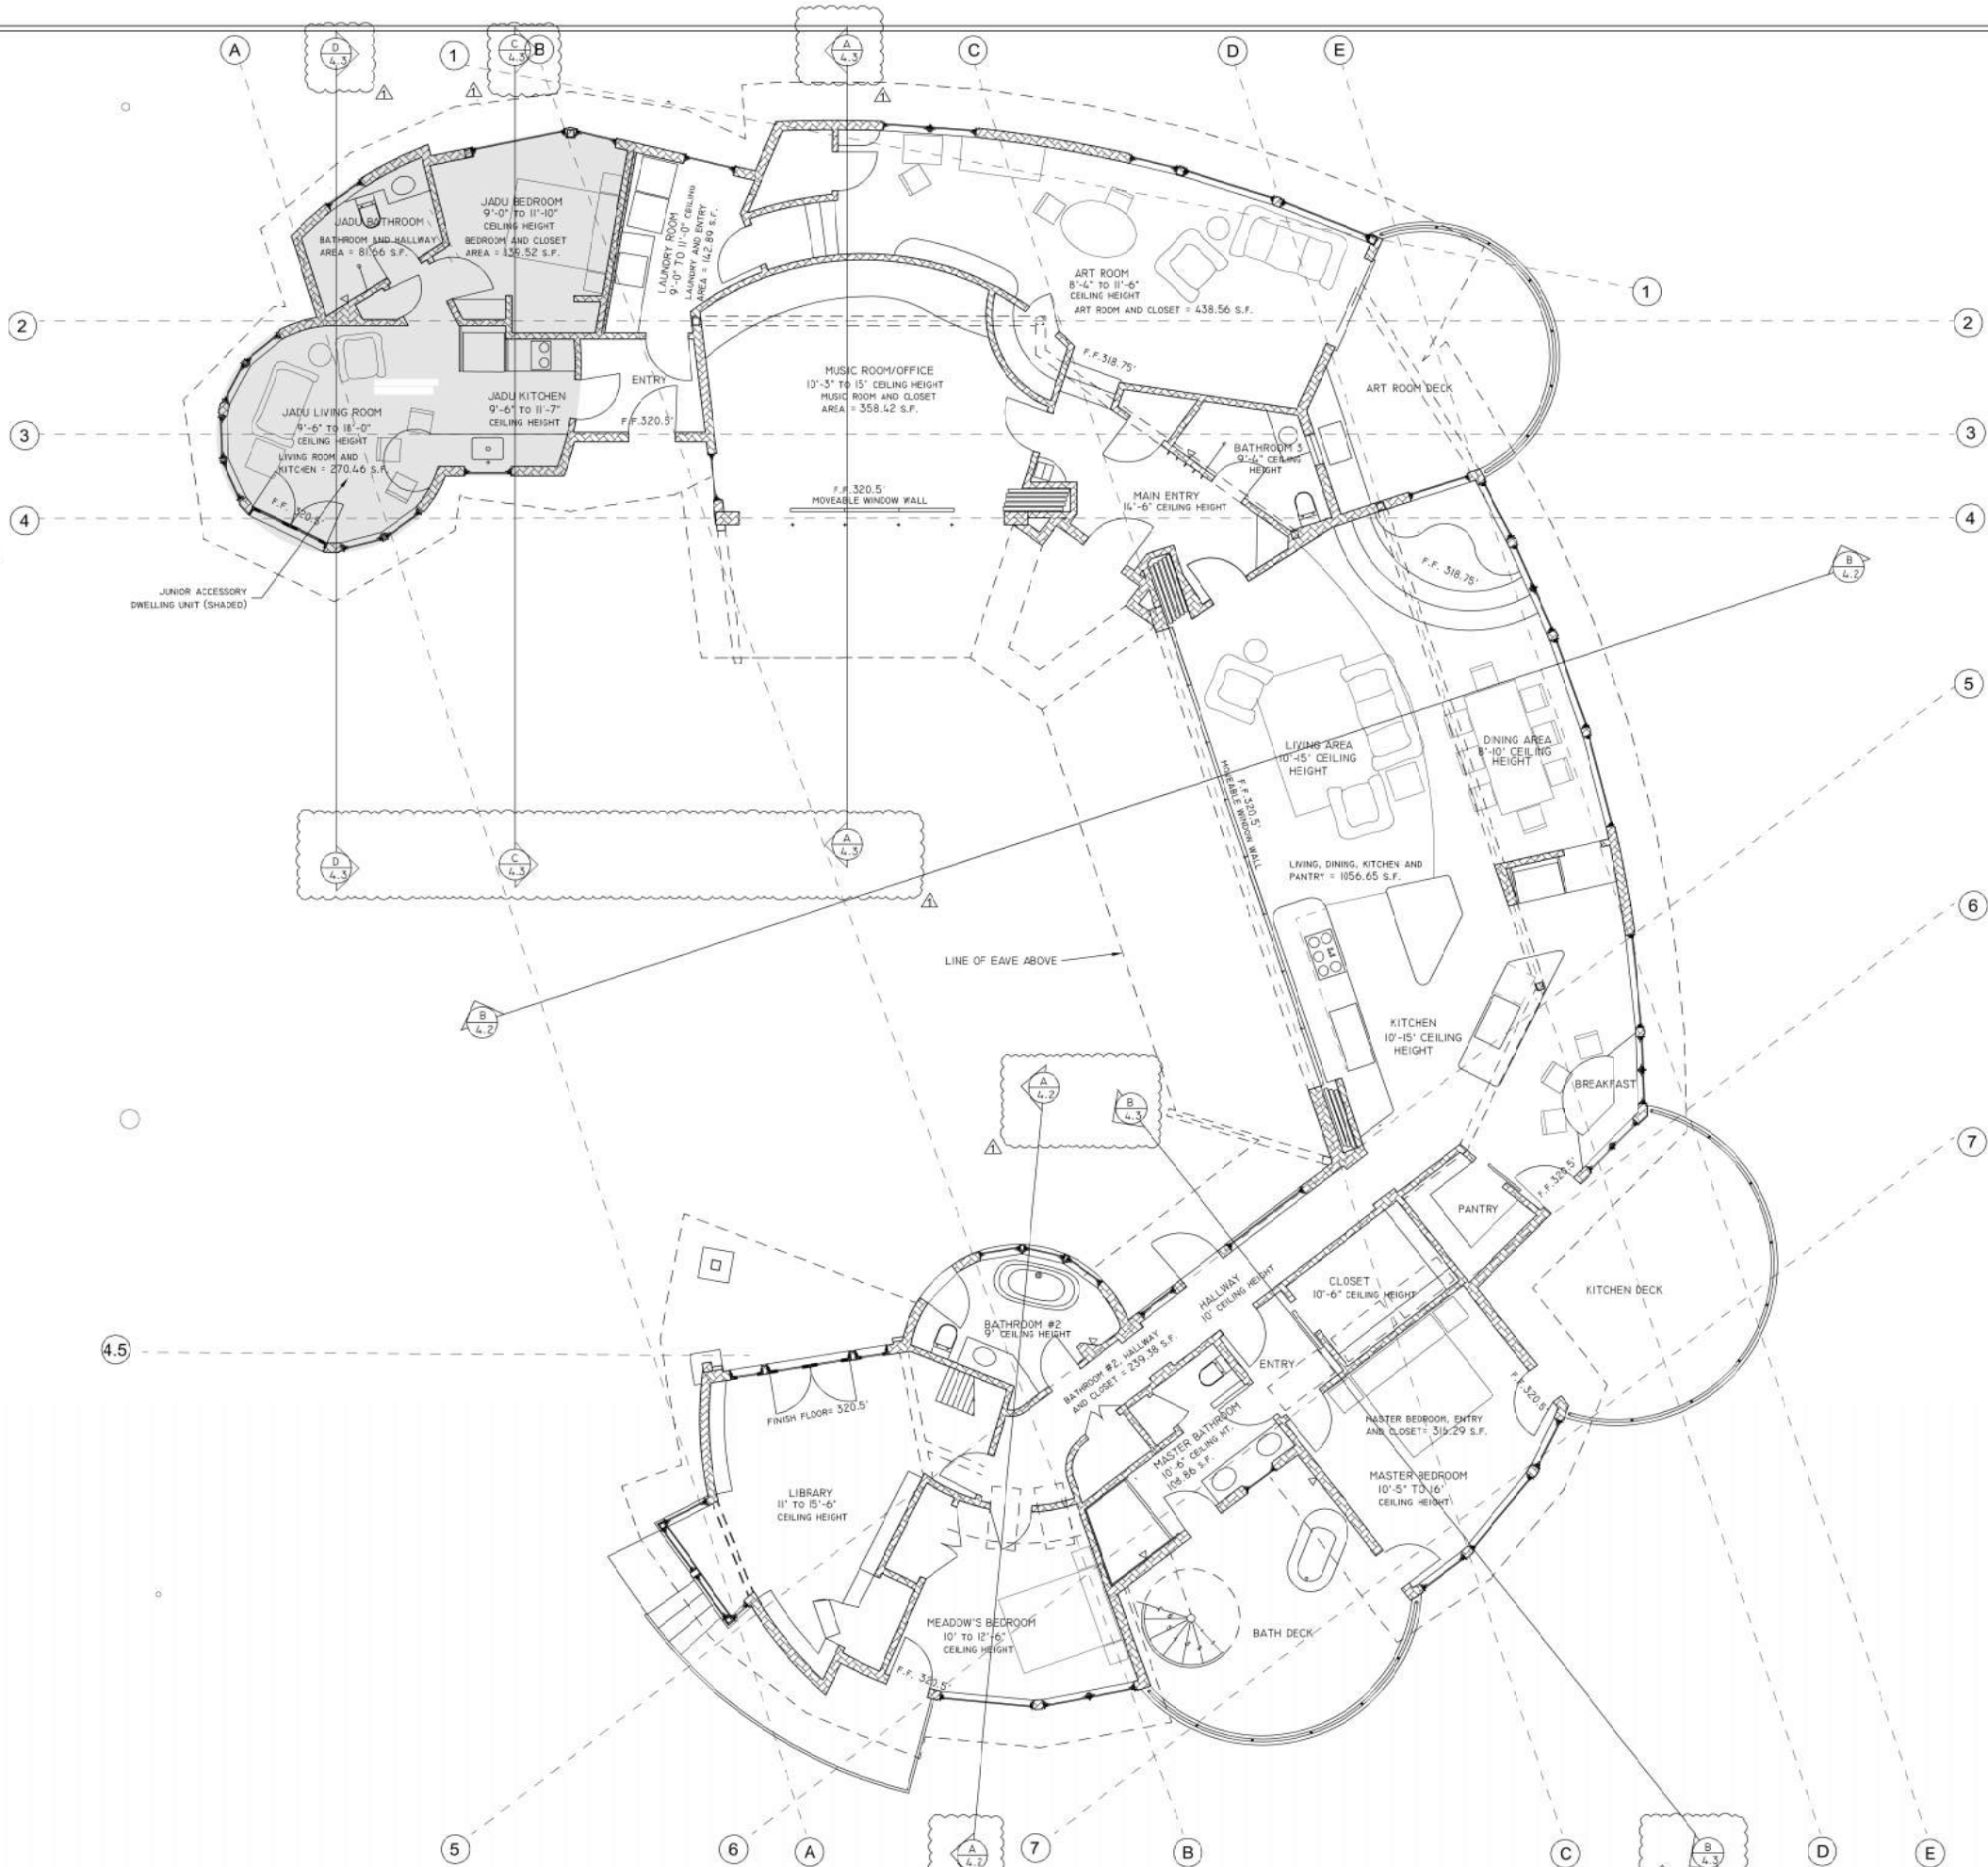 A
D
4.3
1
C
4.3
B
A
4.3
C
D
E
1
1
1
JADU BATHROOM
BATHROOM AND HALLWAY
AREA = 81.66 S.F.
JADU BEDROOM
9'-0" TO 11'-10"
CEILING HEIGHT
BEDROOM AND CLOSET
AREA = 139.52 S.F.
LAUNDRY ROOM
9'-0" TO 11'-0" CEILING
LAUNDRY AND ENTRY
AREA = 142.89 S.F.
ART ROOM
8'-4" TO 11'-6"
CEILING HEIGHT
ART ROOM AND CLOSET = 438.56 S.F.
1
2
2
F.F.318.75'
MUSIC ROOM/OFFICE
10'-3" TO 15' CEILING HEIGHT
MUSIC ROOM AND CLOSET
AREA = 358.42 S.F.
ENTRY
F.F.320.5'
ART ROOM DECK
JADU LIVING ROOM
9'-6" TO 18'-0"
CEILING HEIGHT
LIVING ROOM AND
KITCHEN = 270.46 S.F.
JADU KITCHEN
9'-6" TO 11'-7"
CEILING HEIGHT
3
3
BATHROOM 3
9'-4" CEILING
HEIGHT
MAIN ENTRY
14'-6" CEILING HEIGHT
F.F. 320.5'
F.F.320.5'
MOVEABLE WINDOW WALL
4
4
F.F. 318.75'
B
4.2
JUNIOR ACCESSORY
DWELLING UNIT (SHADED)
5
LIVING AREA
10'-15' CEILING
HEIGHT
DINING AREA
8'-10' CEILING
HEIGHT
F.F.320.5'
MOVEABLE WINDOW WALL
D
4.3
C
4.3
A
4.3
1
LIVING, DINING, KITCHEN AND
PANTRY = 1056.65 S.F.
6
LINE OF EAVE ABOVE
B
4.2
KITCHEN
10'-15' CEILING
HEIGHT
BREAKFAST
A
4.2
B
4.3
1
7
F.F.320.5'
PANTRY
HALLWAY
10' CEILING HEIGHT
CLOSET
10'-6" CEILING HEIGHT
KITCHEN DECK
BATHROOM #2
9' CEILING HEIGHT
4.5
BATHROOM #2, HALLWAY
AND CLOSET = 239.38 S.F.
ENTRY
F.F.320.5'
FINISH FLOOR= 320.5'
MASTER BATHROOM
10'-6" CEILING HT.
108.86 S.F.
MASTER BEDROOM, ENTRY
AND CLOSET= 315.29 S.F.
MASTER BEDROOM
10'-5" TO 16'
CEILING HEIGHT
LIBRARY
11' TO 15'-6"
CEILING HEIGHT
MEADOW'S BEDROOM
10' TO 12'-6"
CEILING HEIGHT
BATH DECK
F.F. 320.5'
5
6
A
A
4.2
7
B
C
B
4.3
D
E